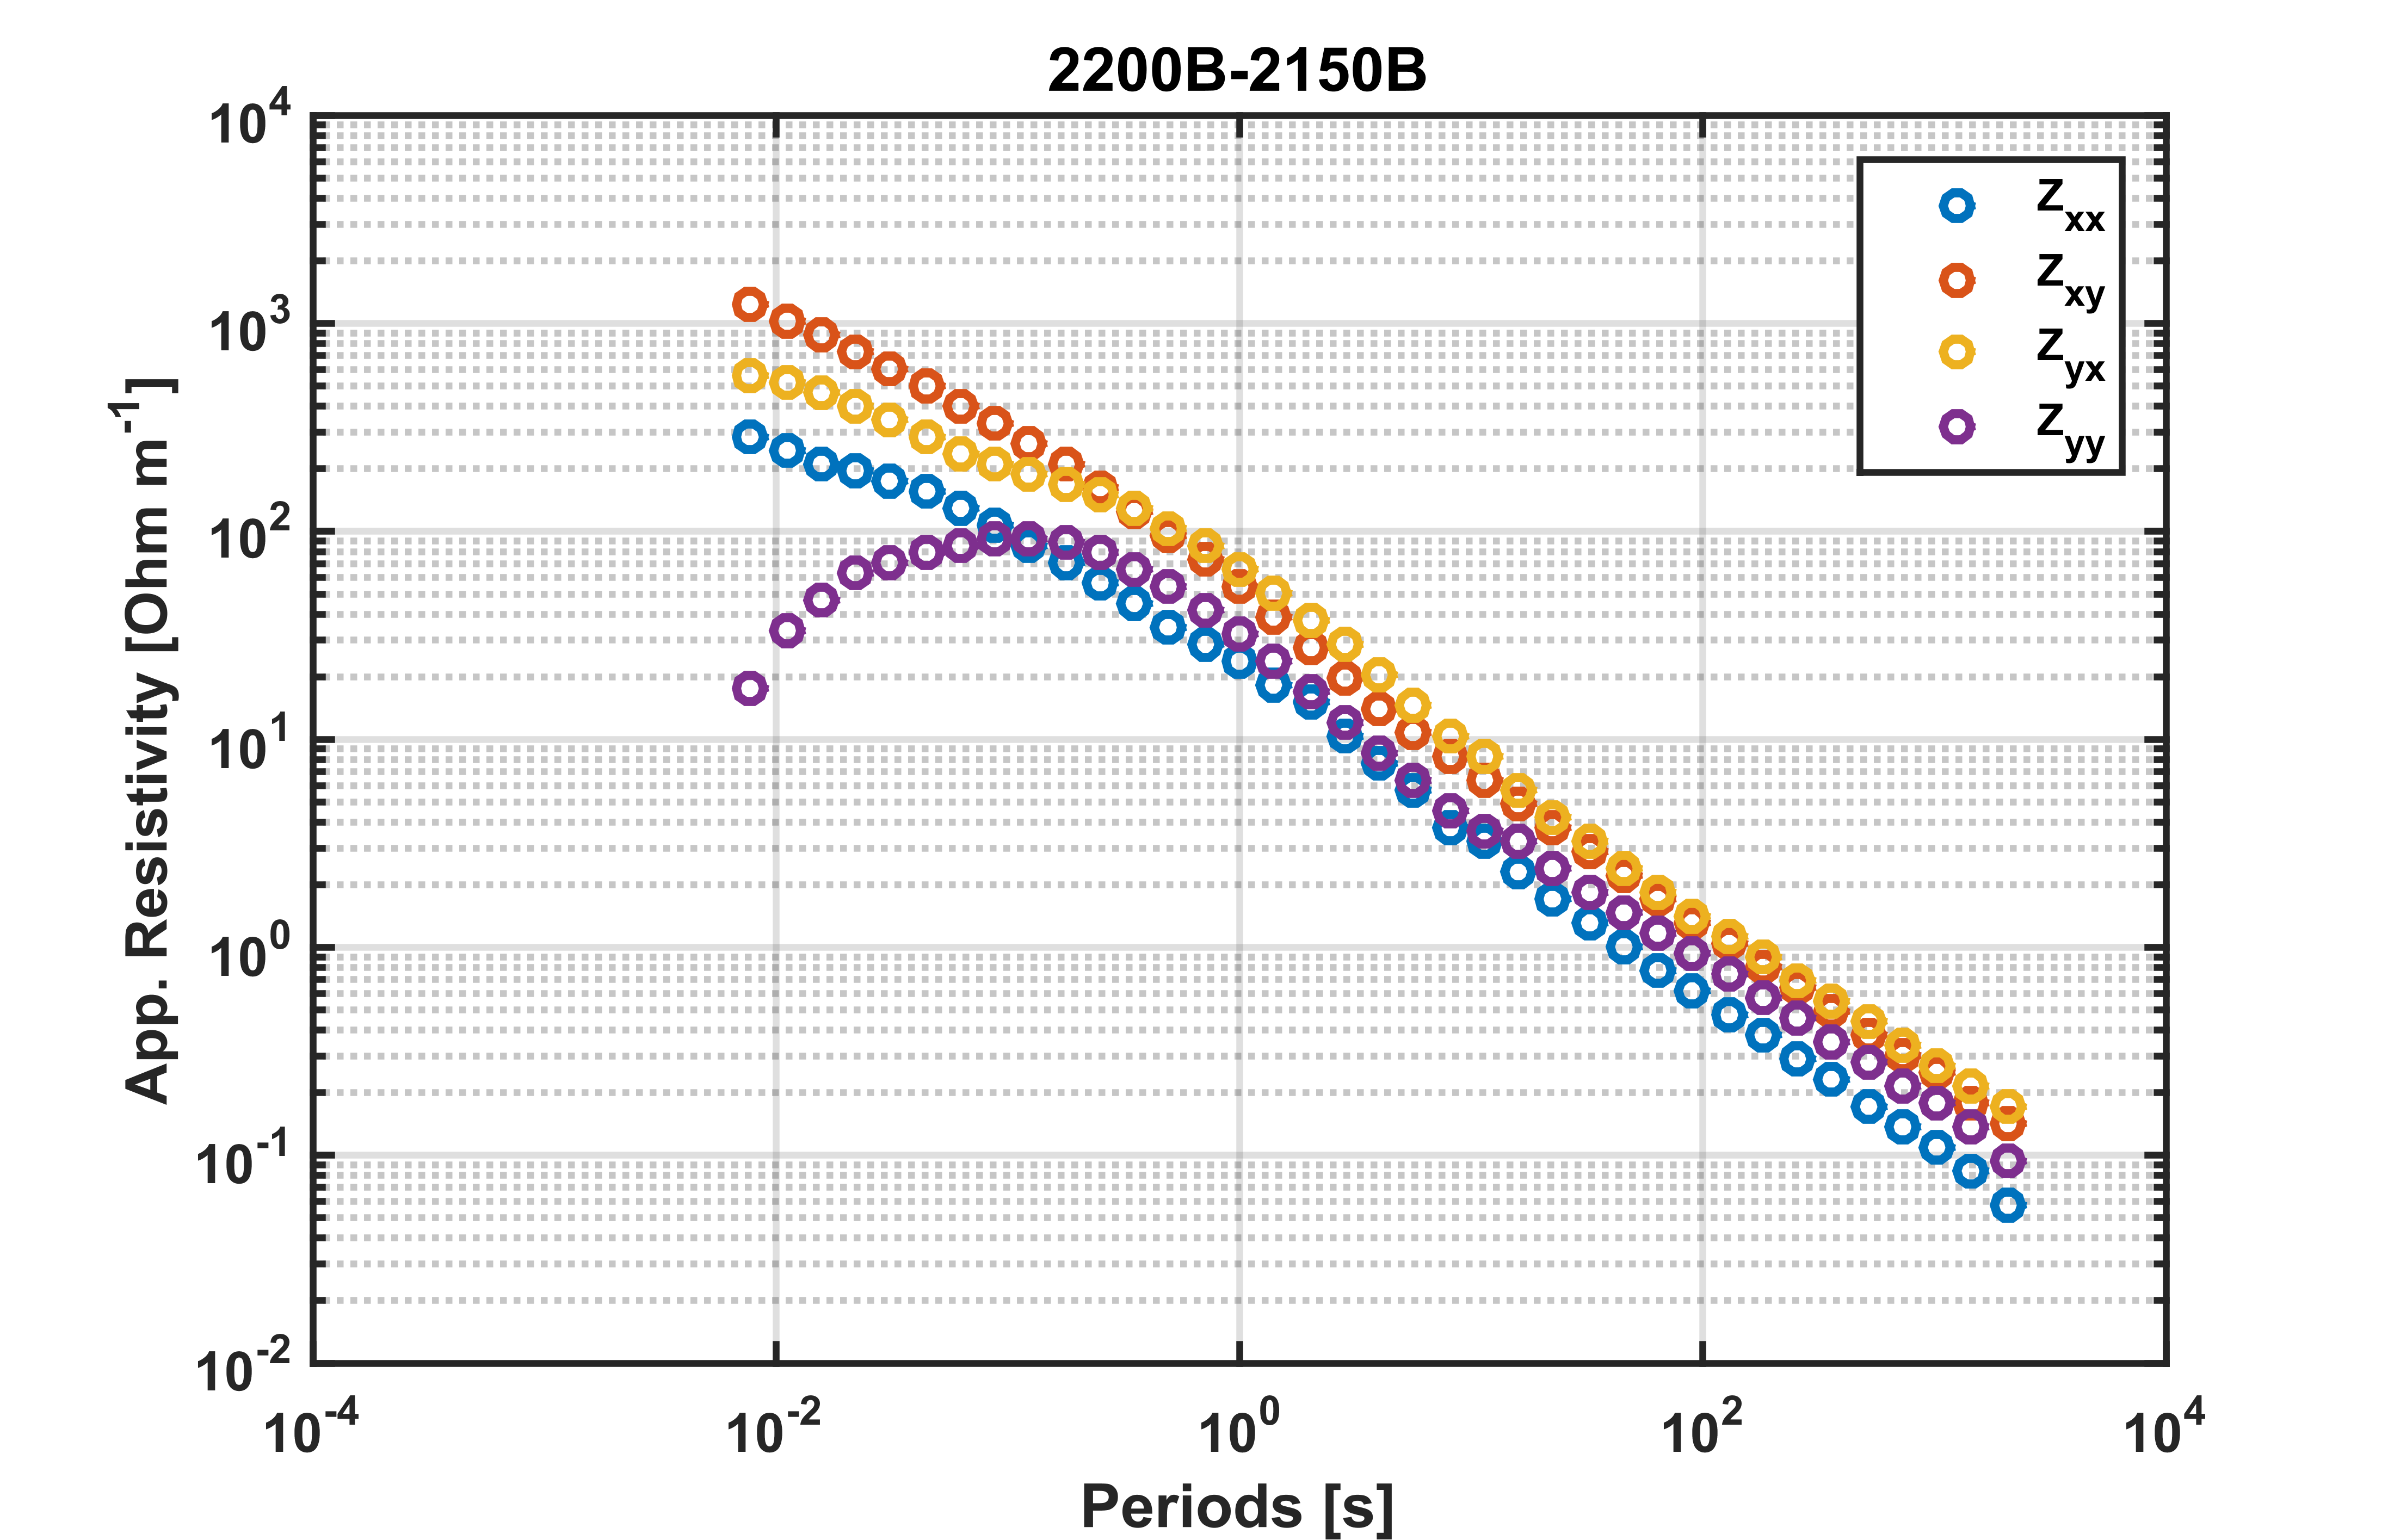 2200B-2150B
App. Resistivity [Ohm m^-1]
10^4
10^3
10^2
10^1
10^0
10^-1
10^-2
Z_xx
Z_xy
Z_yx
Z_yy
10^-4 10^-2 10^0 10^2 10^4
Periods [s]